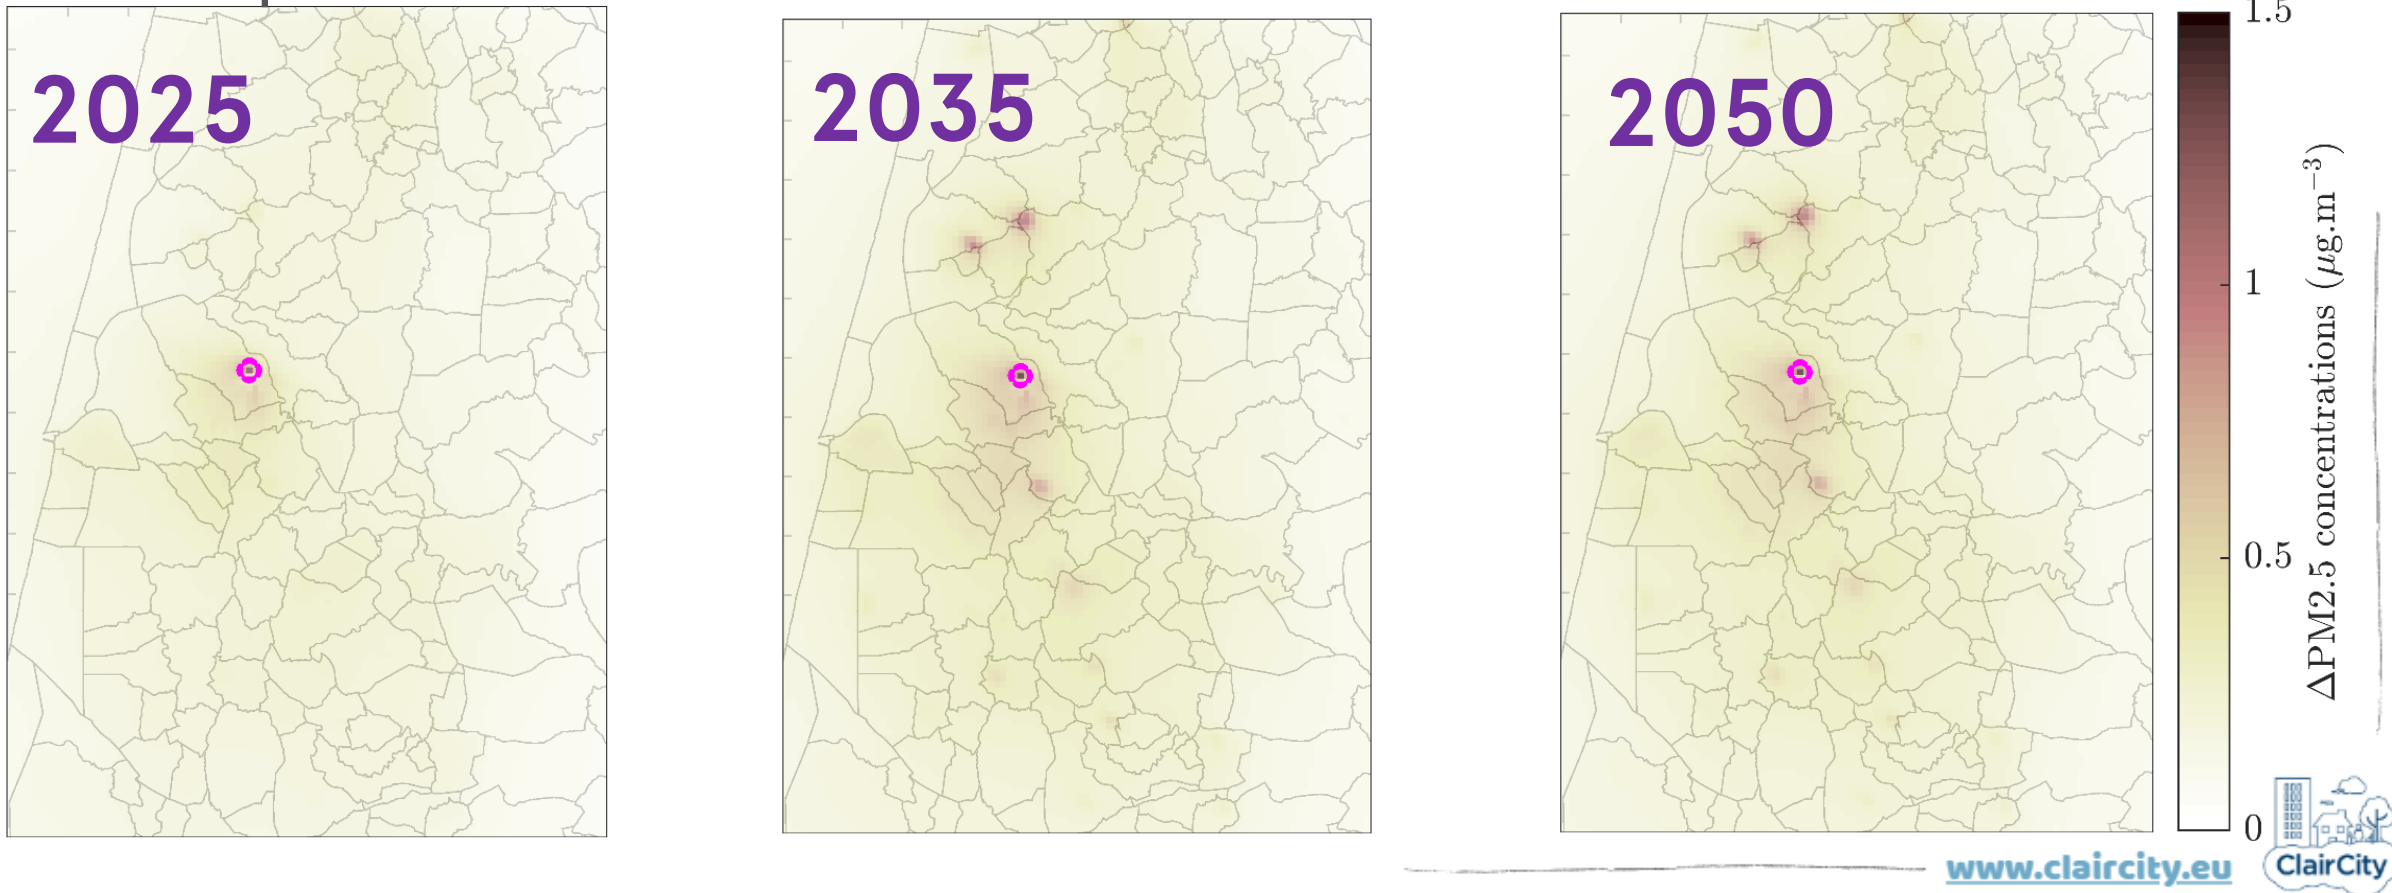 2025
2035
2050
1.5
1
0.5
0
ΔPM2.5 concentrations (μg.m⁻³)
www.claircity.eu
ClairCity